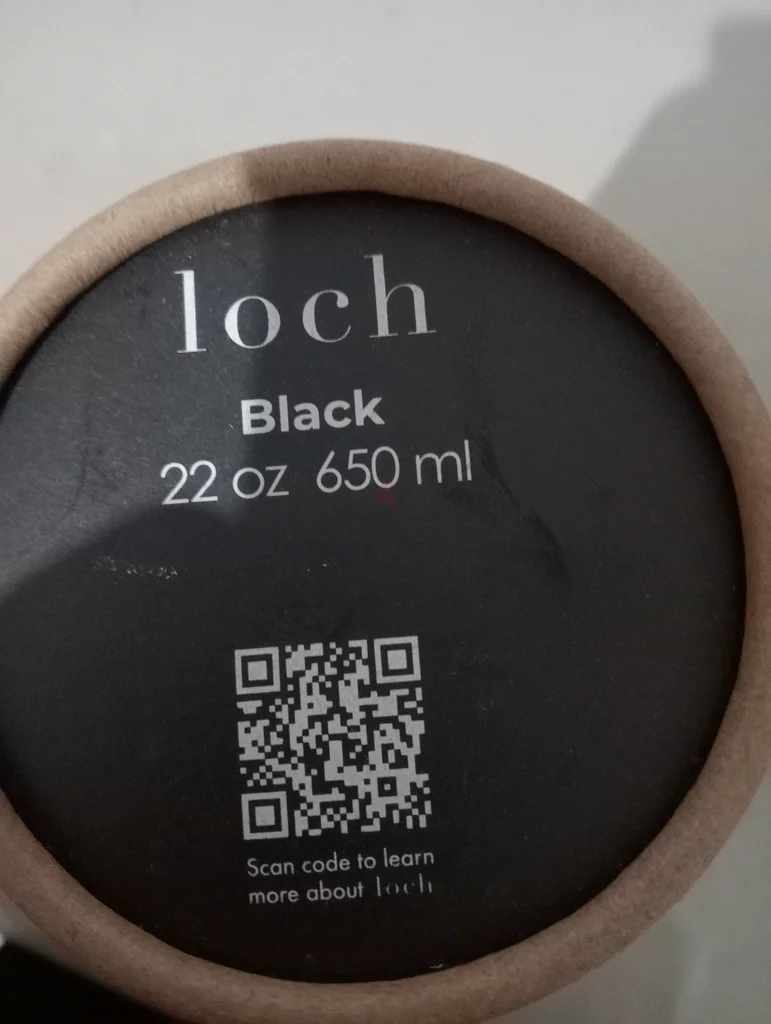 loch
Black
22 oz 650 ml
Scan code to learn
more about loch